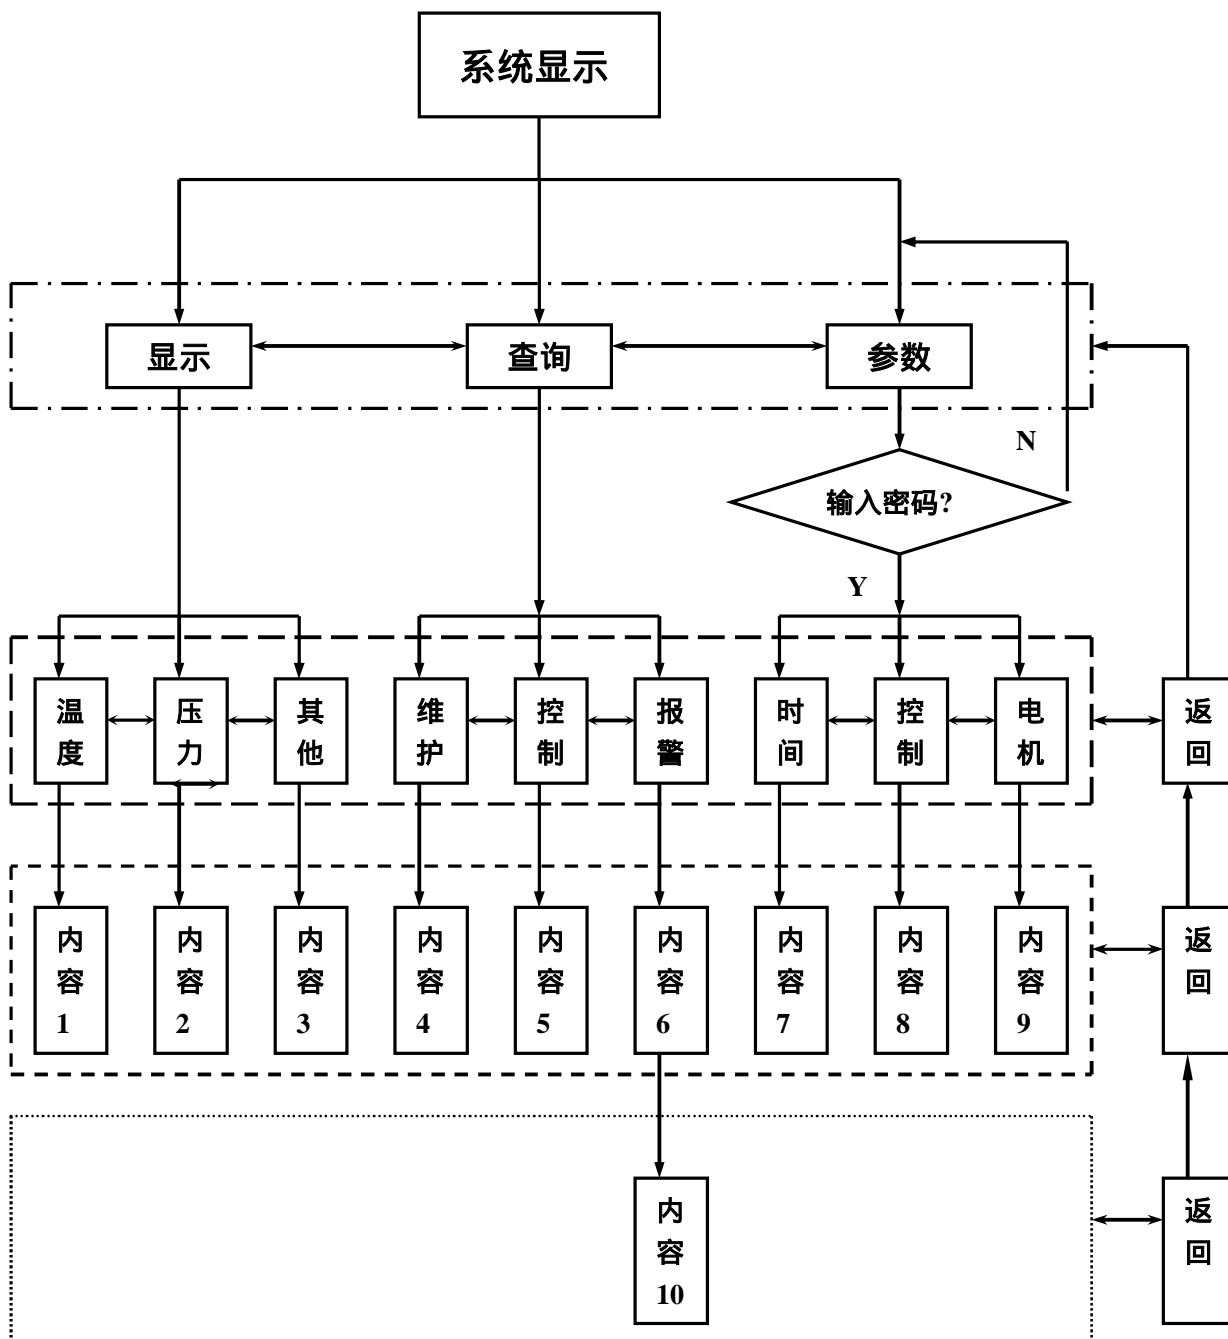 系统显示
显示
查询
参数
N
输入密码?
Y
温
度
压
力
其
他
维
护
控
制
报
警
时
间
控
制
电
机
返
回
内
容
1
内
容
2
内
容
3
内
容
4
内
容
5
内
容
6
内
容
7
内
容
8
内
容
9
返
回
内
容
10
返
回